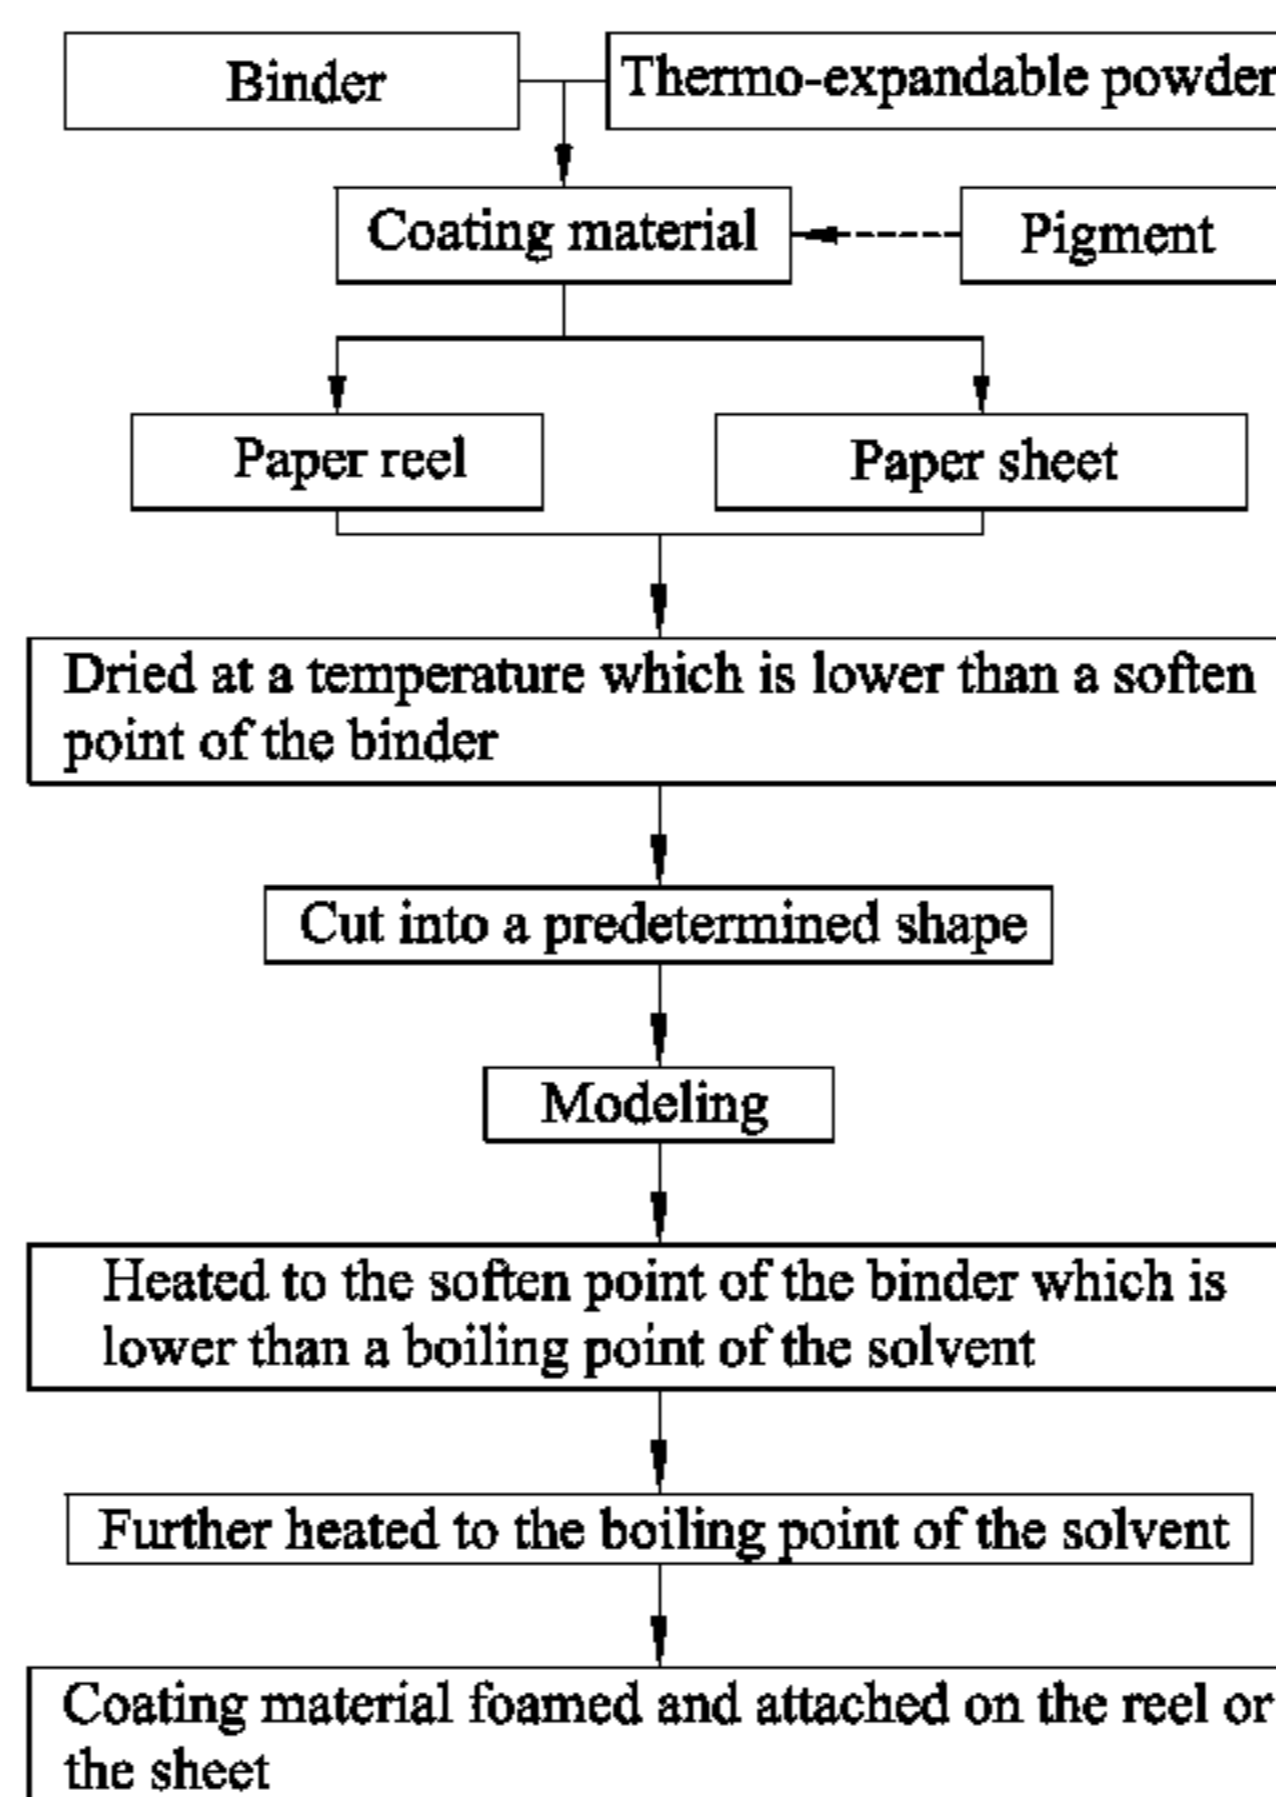 Binder
Thermo-expandable powder
Coating material
Pigment
Paper reel
Paper sheet
Dried at a temperature which is lower than a soften
point of the binder
Cut into a predetermined shape
Modeling
Heated to the soften point of the binder which is
lower than a boiling point of the solvent
Further heated to the boiling point of the solvent
Coating material foamed and attached on the reel or
the sheet